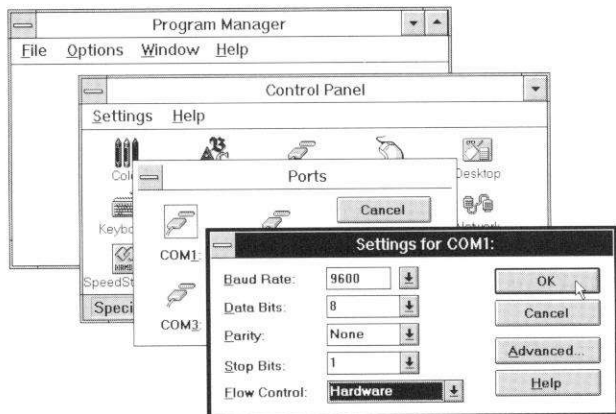 Program Manager
File Options Window Help
Control Panel
Settings Help
Desktop
Ports
Cancel
COM1:
COM3:
Settings for COM1:
Baud Rate: 9600
OK
Data Bits: 8
Cancel
Parity: None
Advanced...
Stop Bits: 1
Help
Flow Control: Hardware